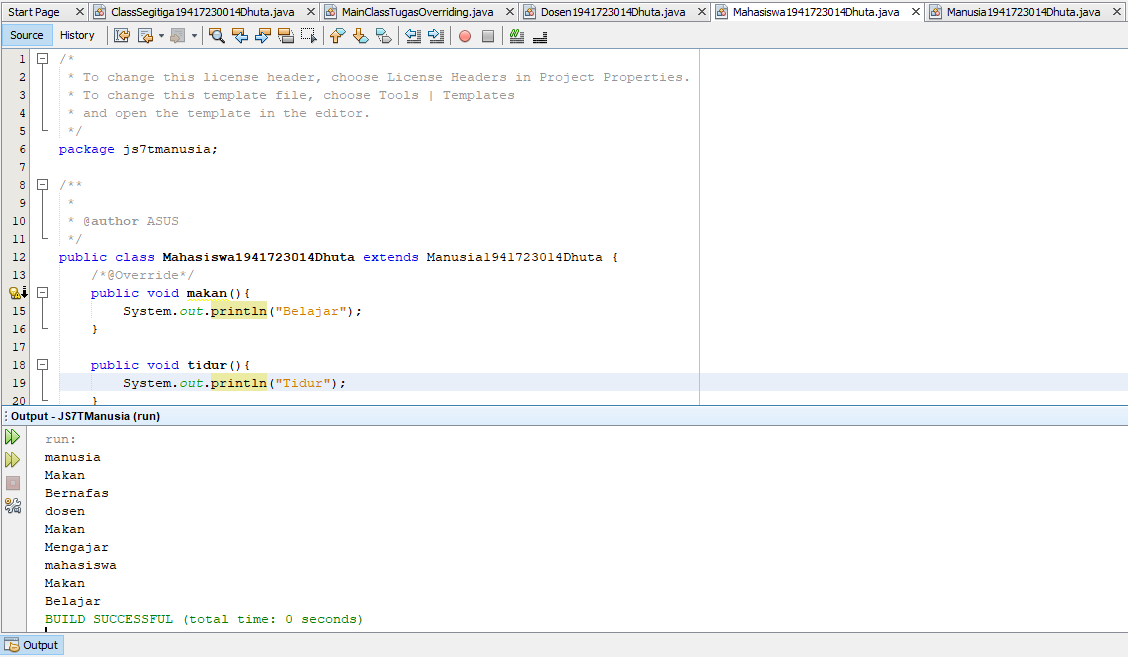 Start Page
ClassSegitiga19417230014Dhuta.java
MainClassTugasOverriding.java
Dosen1941723014Dhuta.java
Mahasiswa1941723014Dhuta.java
Manusia1941723014Dhuta.java
Source History
1 /*
2 * To change this license header, choose License Headers in Project Properties.
3 * To change this template file, choose Tools | Templates
4 * and open the template in the editor.
5 */
6 package js7tmanusia;
7
8 /**
9 *
10 * @author ASUS
11 */
12 public class Mahasiswa1941723014Dhuta extends Manusia1941723014Dhuta {
13 /*@Override*/
public void makan(){
15 System.out.println("Belajar");
16 }
17
18 public void tidur(){
19 System.out.println("Tidur");
20 }
Output - JS7TManusia (run)
run:
manusia
Makan
Bernafas
dosen
Makan
Mengajar
mahasiswa
Makan
Belajar
BUILD SUCCESSFUL (total time: 0 seconds)
Output